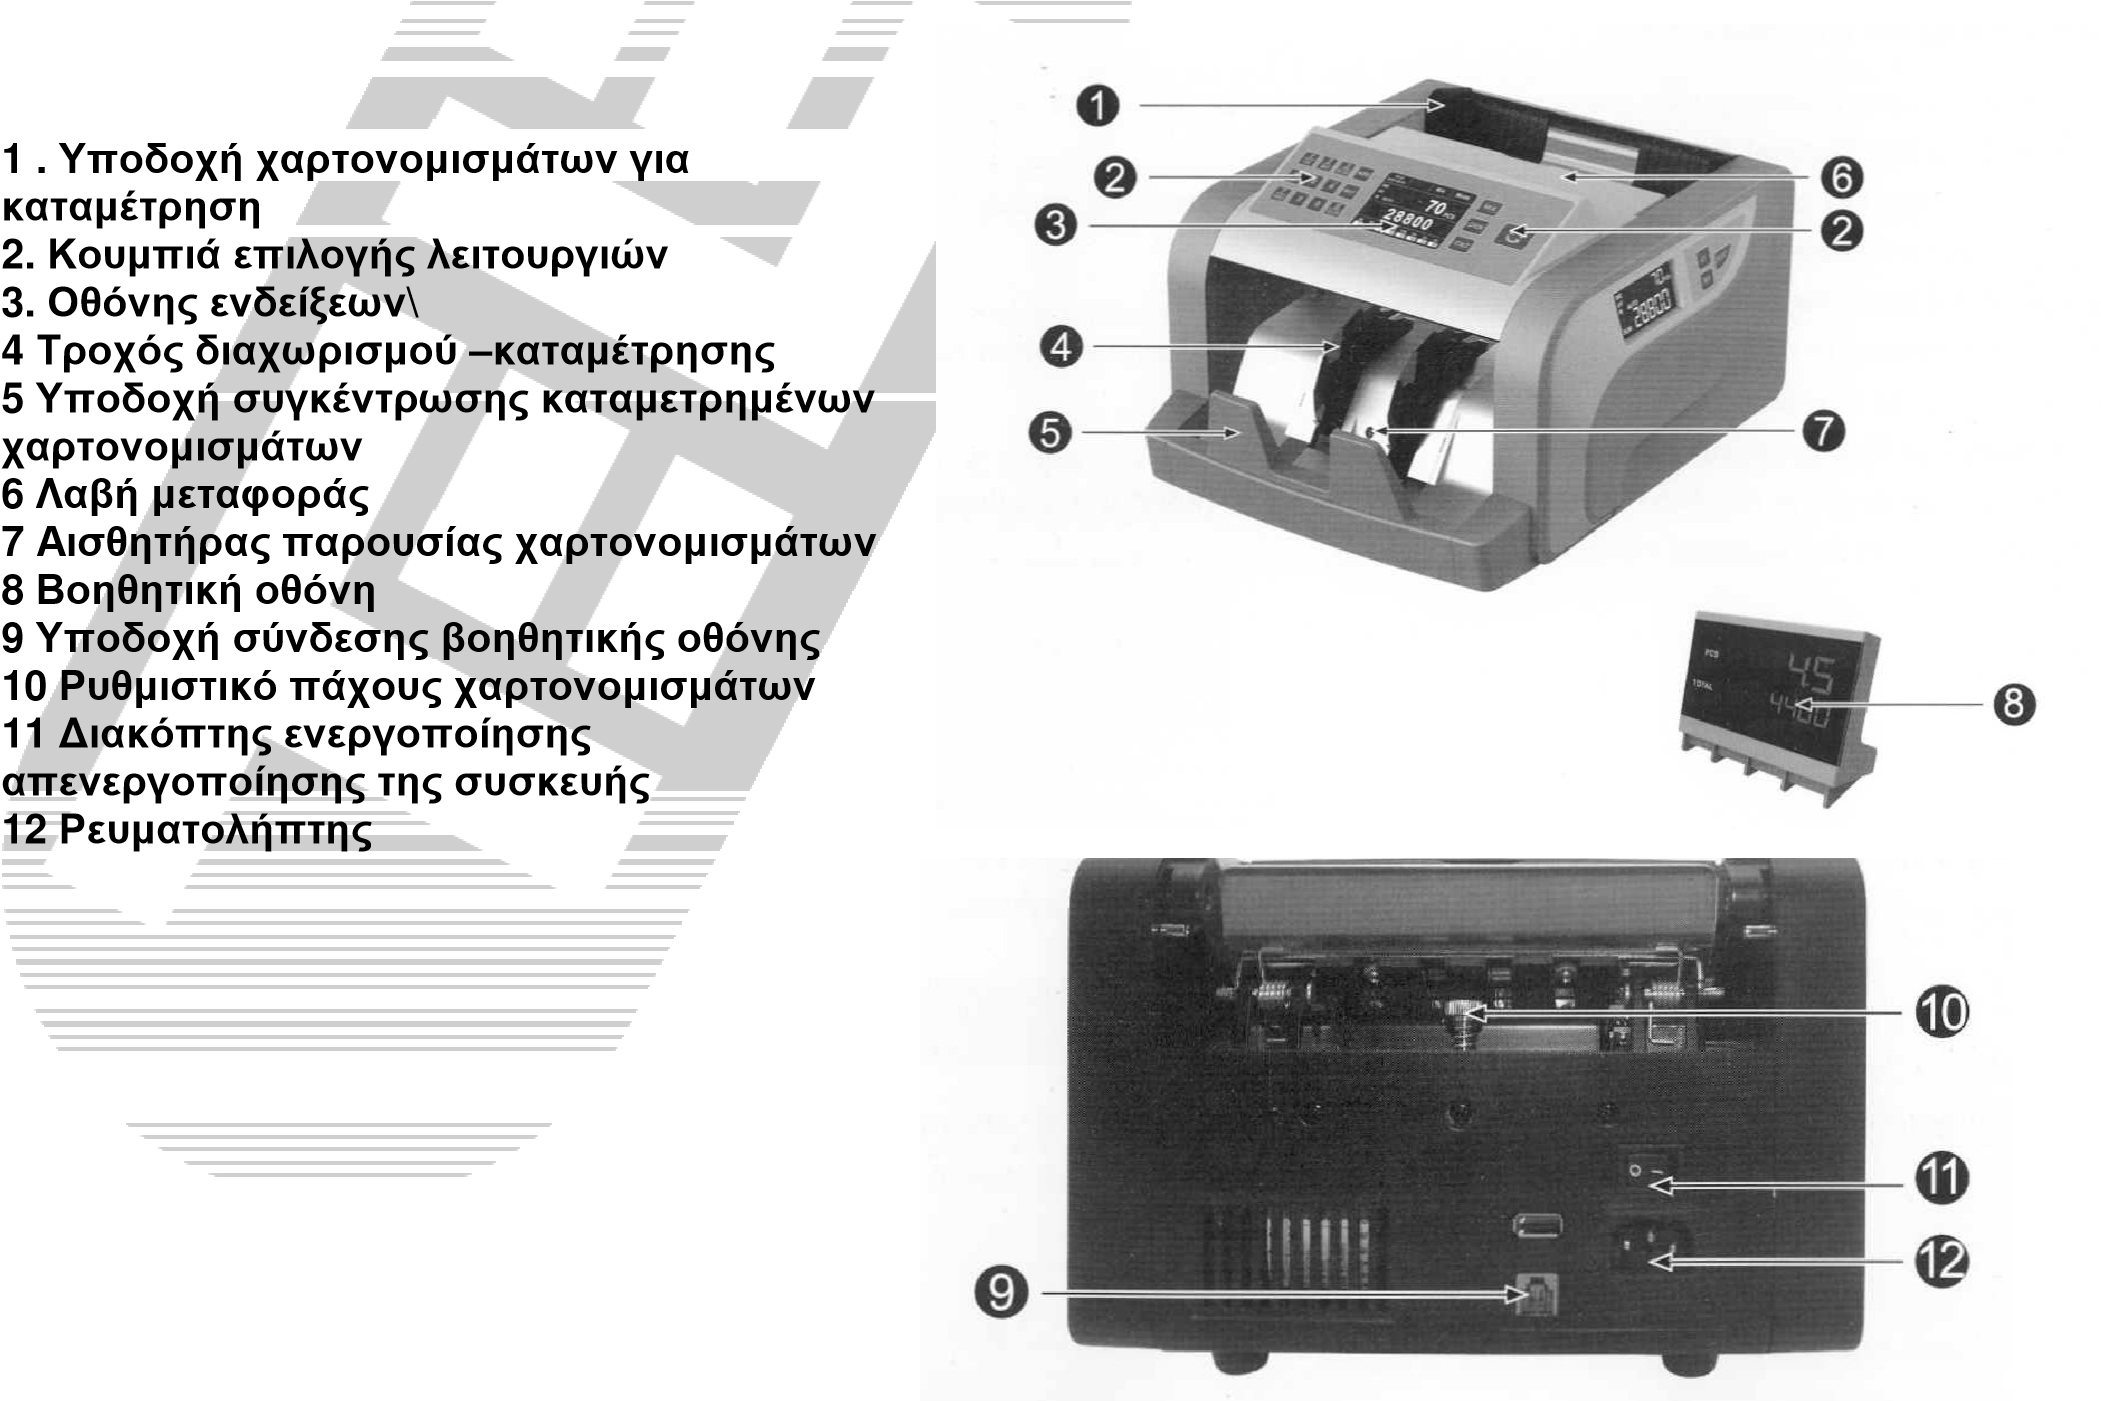 1 . Υποδοχή χαρτονομισμάτων για
καταμέτρηση
2. Κουμπιά επιλογής λειτουργιών
3. Οθόνης ενδείξεων\
4 Τροχός διαχωρισμού –καταμέτρησης
5 Υποδοχή συγκέντρωσης καταμετρημένων
χαρτονομισμάτων
6 Λαβή μεταφοράς
7 Αισθητήρας παρουσίας χαρτονομισμάτων
8 Βοηθητική οθόνη
9 Υποδοχή σύνδεσης βοηθητικής οθόνης
10 Ρυθμιστικό πάχους χαρτονομισμάτων
11 Διακόπτης ενεργοποίησης
απενεργοποίησης της συσκευής
12 Ρευματολήπτης
1
2
3
4
5
6
2
7
70
28800
70
28800
PCS
45
TOTAL
4480
8
10
11
12
9